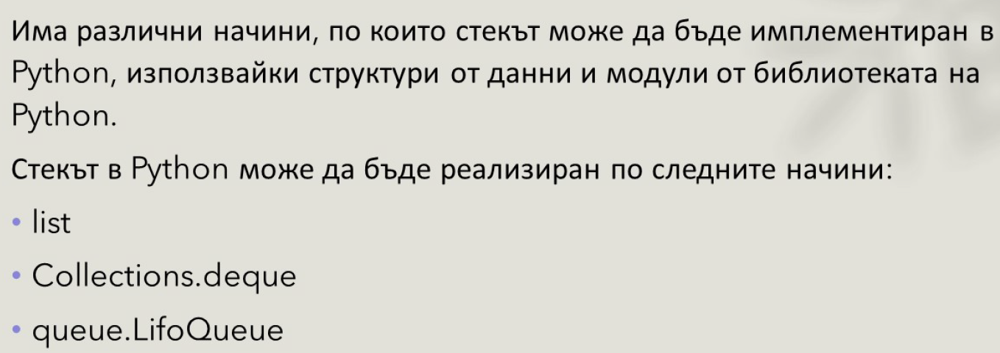 Има различни начини, по които стекът може да бъде имплементиран в
Python, използвайки структури от данни и модули от библиотеката на
Python.
Стекът в Python може да бъде реализиран по следните начини:
• list
• Collections.deque
• queue.LifoQueue